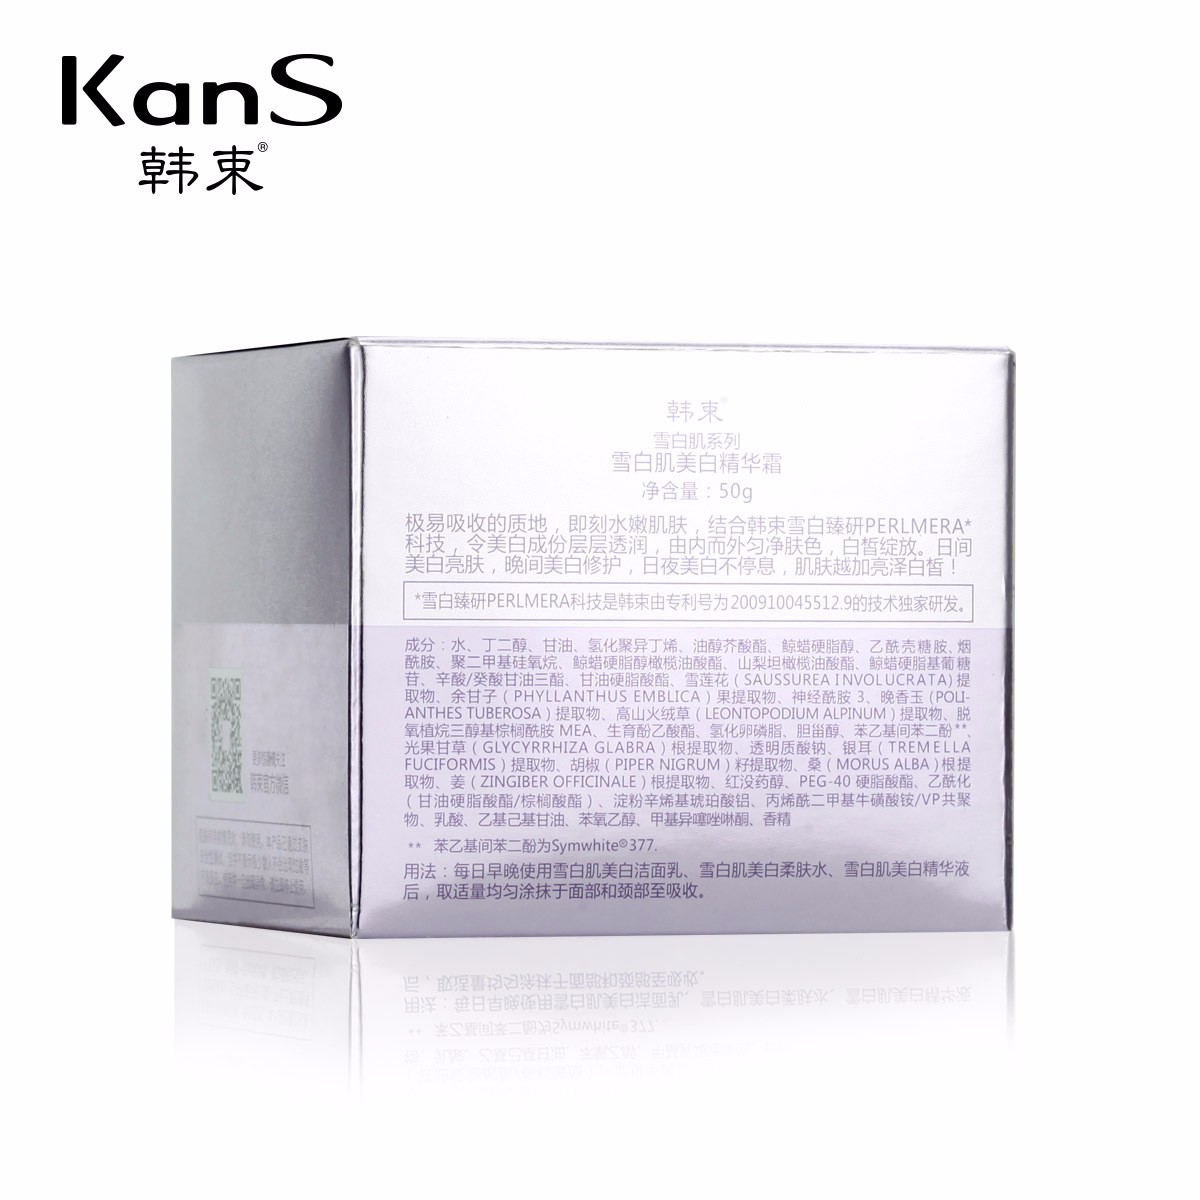 KanS
韩束®
韩束®
雪白肌系列
雪白肌美白精华霜
净含量：50g
极易吸收的质地，即刻水嫩肌肤，结合韩束雪白臻研PERLMERA*
科技，令美白成份层层透润，由内而外匀净肤色，白皙绽放。日间
美白亮肤，晚间美白修护，日夜美白不停息，肌肤越加亮泽白皙！
*雪白臻研PERLMERA科技是韩束由专利号为200910045512.9的技术独家研发。
成分：水、丁二醇、甘油、氢化聚异丁烯、油醇芥酸酯、鲸蜡硬脂醇、乙酰壳糖胺、烟
酰胺、聚二甲基硅氧烷、鲸蜡硬脂醇橄榄油酸酯、山梨坦橄榄油酸酯、鲸蜡硬脂基葡糖
苷、辛酸/癸酸甘油三酯、甘油硬脂酸酯、雪莲花（SAUSSUREA INVOLUCRATA)提
取物、余甘子（PHYLLANTHUS EMBLICA）果提取物、神经酰胺 3、晚香玉(POLI-
ANTHES TUBEROSA）提取物、高山火绒草（LEONTOPODIUM ALPINUM）提取物、脱
氧植烷三醇基棕榈酰胺 MEA、生育酚乙酸酯、氢化卵磷脂、胆甾醇、苯乙基间苯二酚**、
光果甘草（GLYCYRRHIZA GLABRA）根提取物、透明质酸钠、银耳（TREMELLA
FUCIFORMIS）提取物、胡椒（PIPER NIGRUM）籽提取物、桑（MORUS ALBA）根提
取物、姜（ZINGIBER OFFICINALE）根提取物、红没药醇、PEG-40 硬脂酸酯、乙酰化
（甘油硬脂酸酯/棕榈酸酯）、淀粉辛烯基琥珀酸铝、丙烯酰二甲基牛磺酸铵/VP共聚
物、乳酸、乙基己基甘油、苯氧乙醇、甲基异噻唑啉酮、香精
** 苯乙基间苯二酚为Symwhite®377.
用法：每日早晚使用雪白肌美白洁面乳、雪白肌美白柔肤水、雪白肌美白精华液
后，取适量均匀涂抹于面部和颈部至吸收。
韩束官方微信